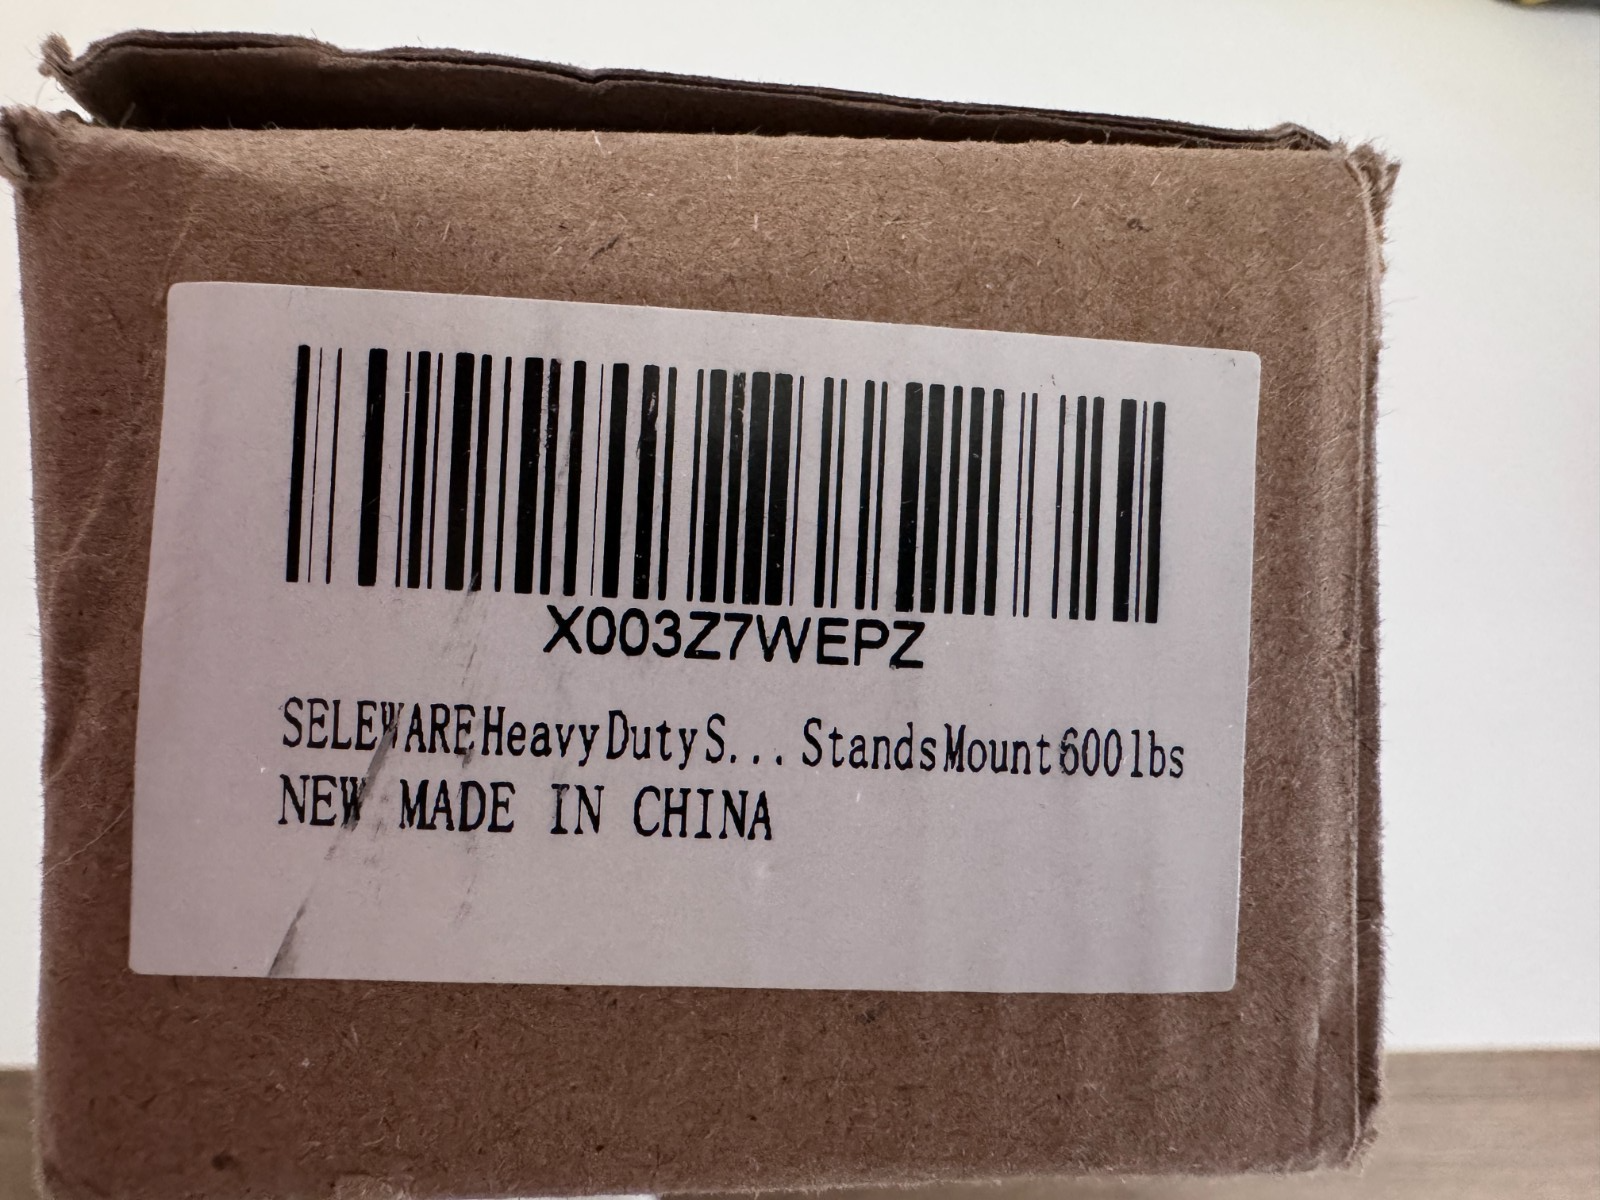 X003Z7WEPZ
SELEWARE Heavy Duty S... Stands Mount 600lbs
NEW MADE IN CHINA